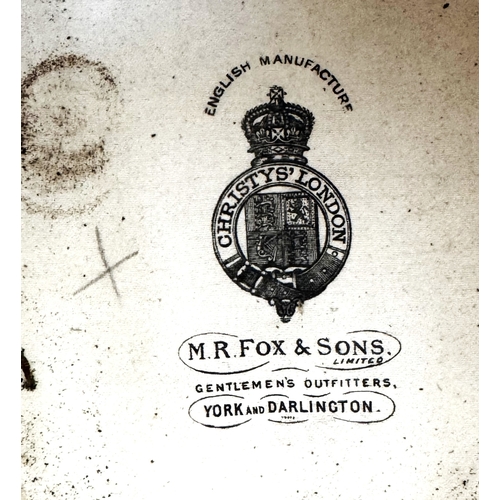 ENGLISH MANUFACTURE
CHRISTYS' LONDON
M.R. FOX & SONS,
LIMITED
GENTLEMEN'S OUTFITTERS,
YORK AND DARLINGTON.